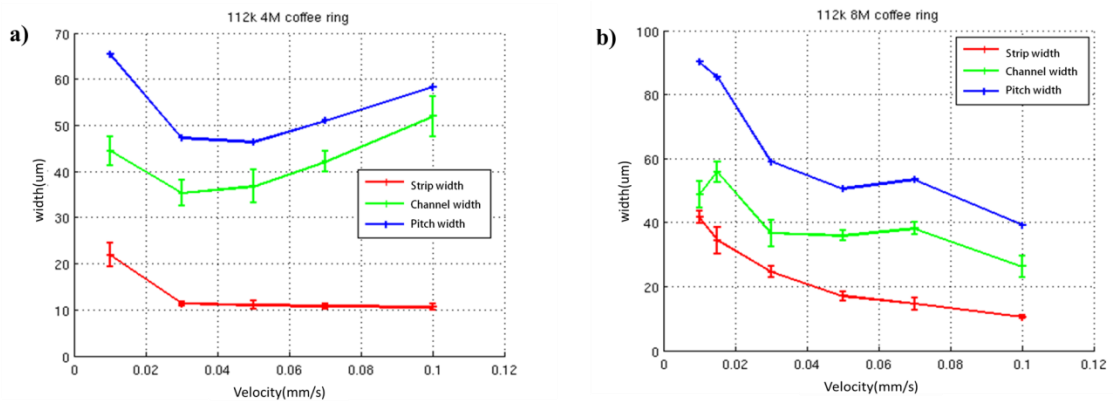 112k 4M coffee ring
a)
70
60
50
40
30
20
10
0
width(um)
Strip width
Channel width
Pitch width
0
0.02
0.04
0.06
0.08
0.1
0.12
Velocity(mm/s)
112k 8M coffee ring
b)
100
80
60
40
20
0
width(um)
Strip width
Channel width
Pitch width
0
0.02
0.04
0.06
0.08
0.1
0.12
Velocity(mm/s)